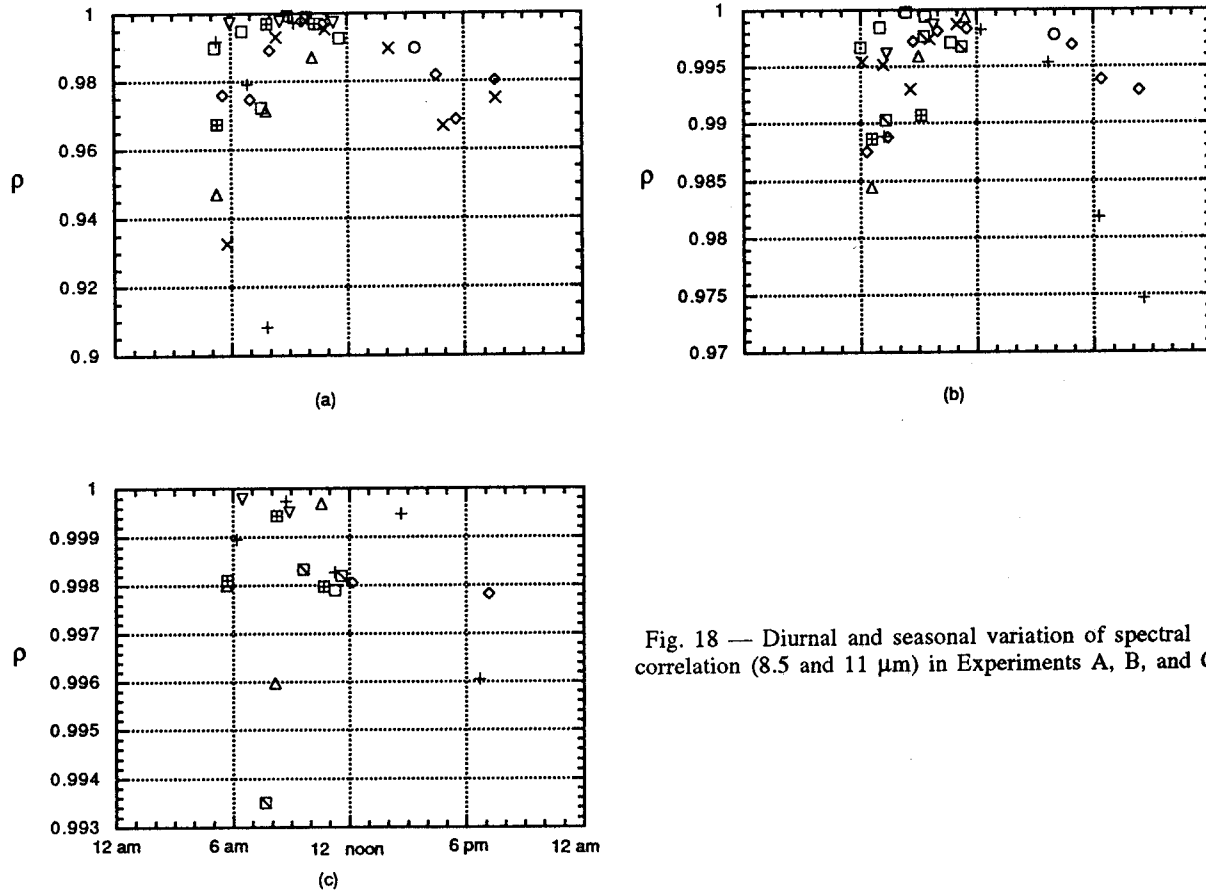 1
0.98
0.96
ρ
0.94
0.92
0.9
(a)
1
0.995
0.99
ρ
0.985
0.98
0.975
0.97
(b)
1
0.999
0.998
0.997
ρ
0.996
0.995
0.994
0.993
12 am 6 am 12 noon 6 pm 12 am
(c)
Fig. 18 — Diurnal and seasonal variation of spectral
correlation (8.5 and 11 μm) in Experiments A, B, and